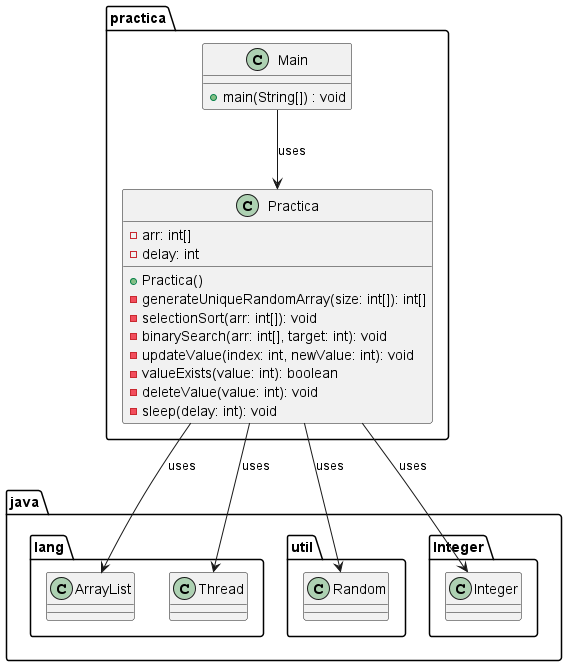 practica
C Main
main(String[]) : void
uses
C Practica
arr: int[]
delay: int
Practica()
generateUniqueRandomArray(size: int[]): int[]
selectionSort(arr: int[]): void
binarySearch(arr: int[], target: int): void
updateValue(index: int, newValue: int): void
valueExists(value: int): boolean
deleteValue(value: int): void
sleep(delay: int): void
uses uses uses uses
java
lang util Integer
C ArrayList C Thread C Random C Integer